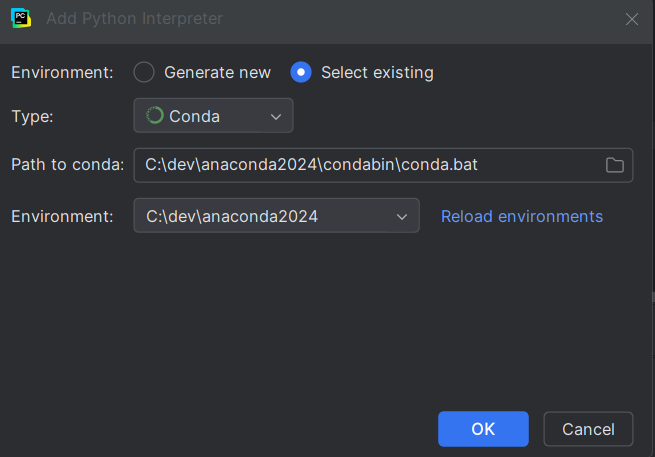 PC
Add Python Interpreter
Environment: Generate new Select existing
Type: Conda
Path to conda: C:\dev\anaconda2024\condabin\conda.bat
Environment: C:\dev\anaconda2024 Reload environments
OK Cancel